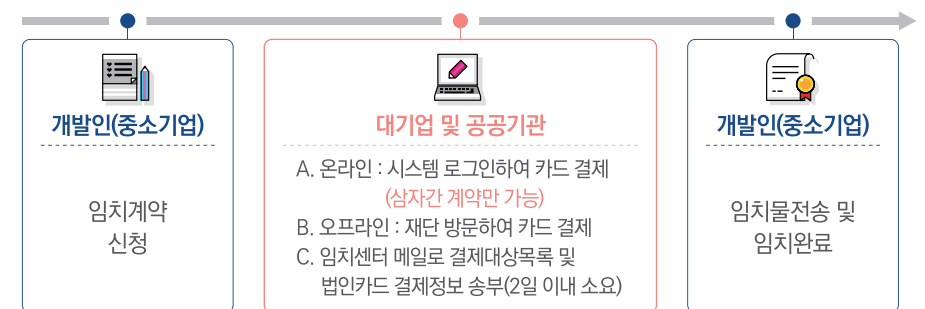 개발인(중소기업)
임치계약
신청
대기업 및 공공기관
A. 온라인 : 시스템 로그인하여 카드 결제
(삼자간 계약만 가능)
B. 오프라인 : 재단 방문하여 카드 결제
C. 임치센터 메일로 결제대상목록 및
법인카드 결제정보 송부(2일 이내 소요)
개발인(중소기업)
임치물전송 및
임치완료